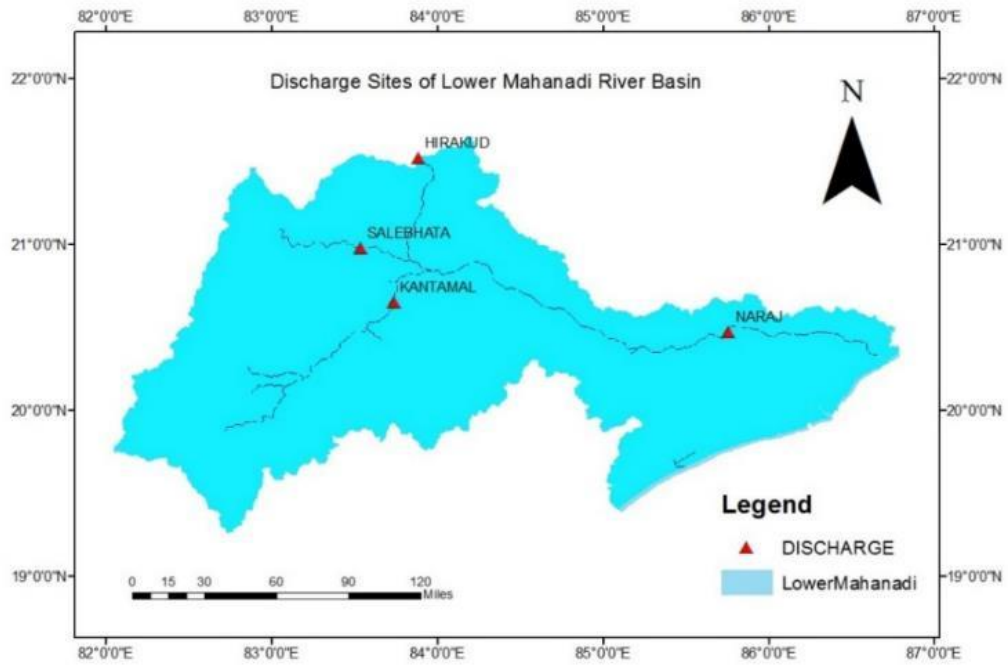 82°0'0"E 83°0'0"E 84°0'0"E 85°0'0"E 86°0'0"E 87°0'0"E
Discharge Sites of Lower Mahanadi River Basin
22°0'0"N 22°0'0"N
N
HIRAKUD
21°0'0"N 21°0'0"N
SALEBHATA
KANTAMAL
NARAJ
20°0'0"N 20°0'0"N
Legend
DISCHARGE
LowerMahanadi
19°0'0"N 19°0'0"N
0 15 30 60 90 120
Miles
82°0'0"E 83°0'0"E 84°0'0"E 85°0'0"E 86°0'0"E 87°0'0"E